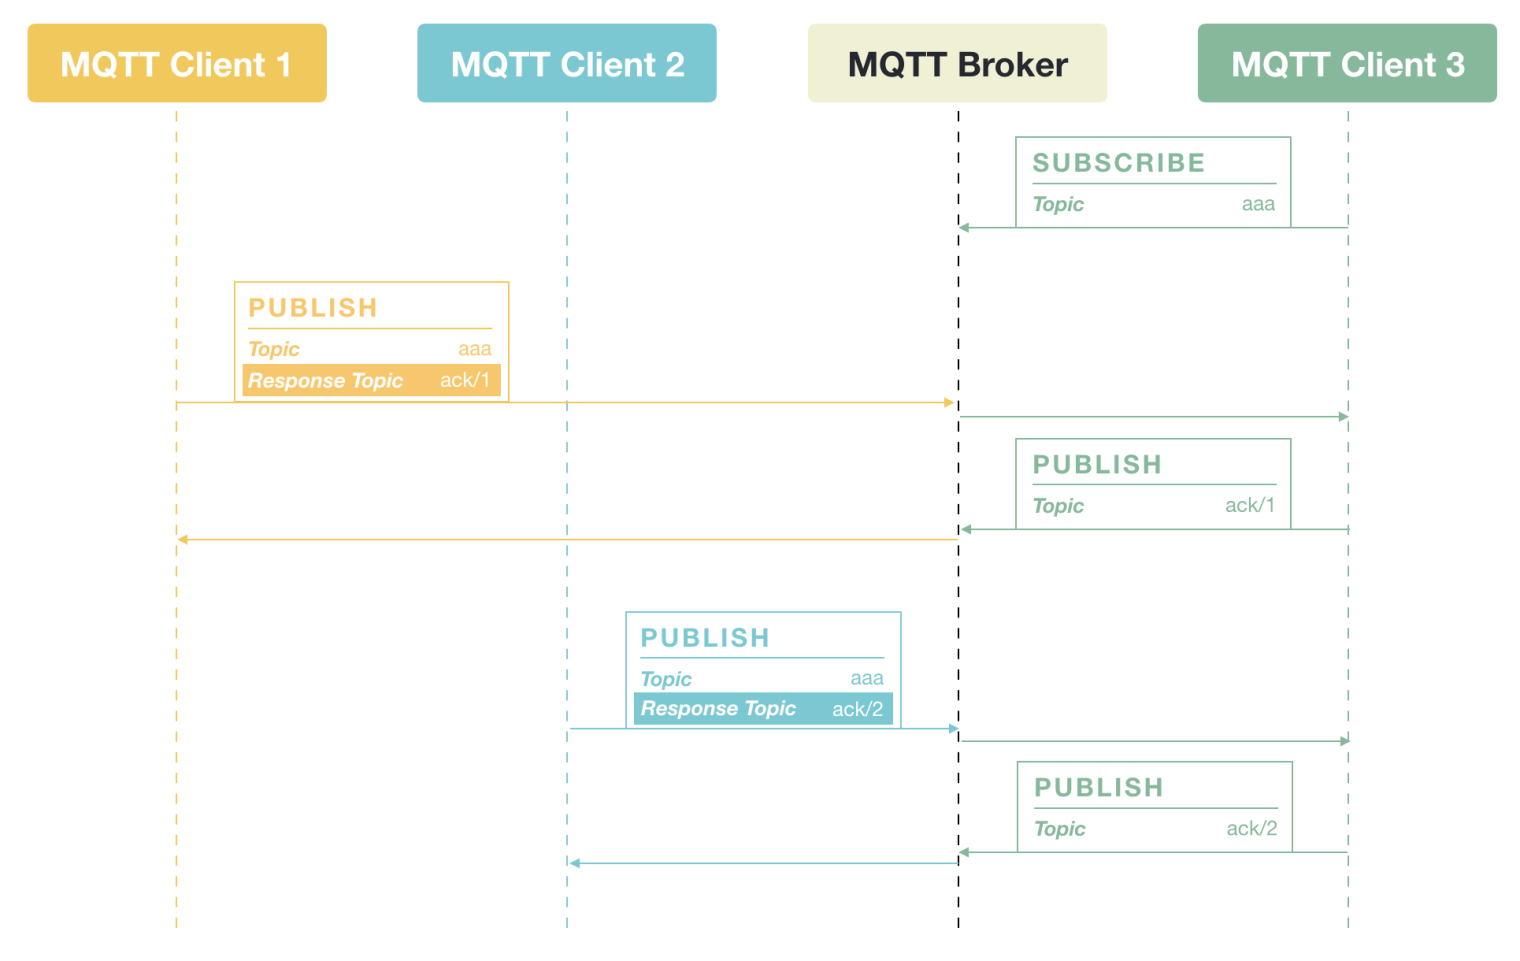 MQTT Client 1
MQTT Client 2
MQTT Broker
MQTT Client 3
SUBSCRIBE
Topic aaa
PUBLISH
Topic aaa
Response Topic ack/1
PUBLISH
Topic ack/1
PUBLISH
Topic aaa
Response Topic ack/2
PUBLISH
Topic ack/2